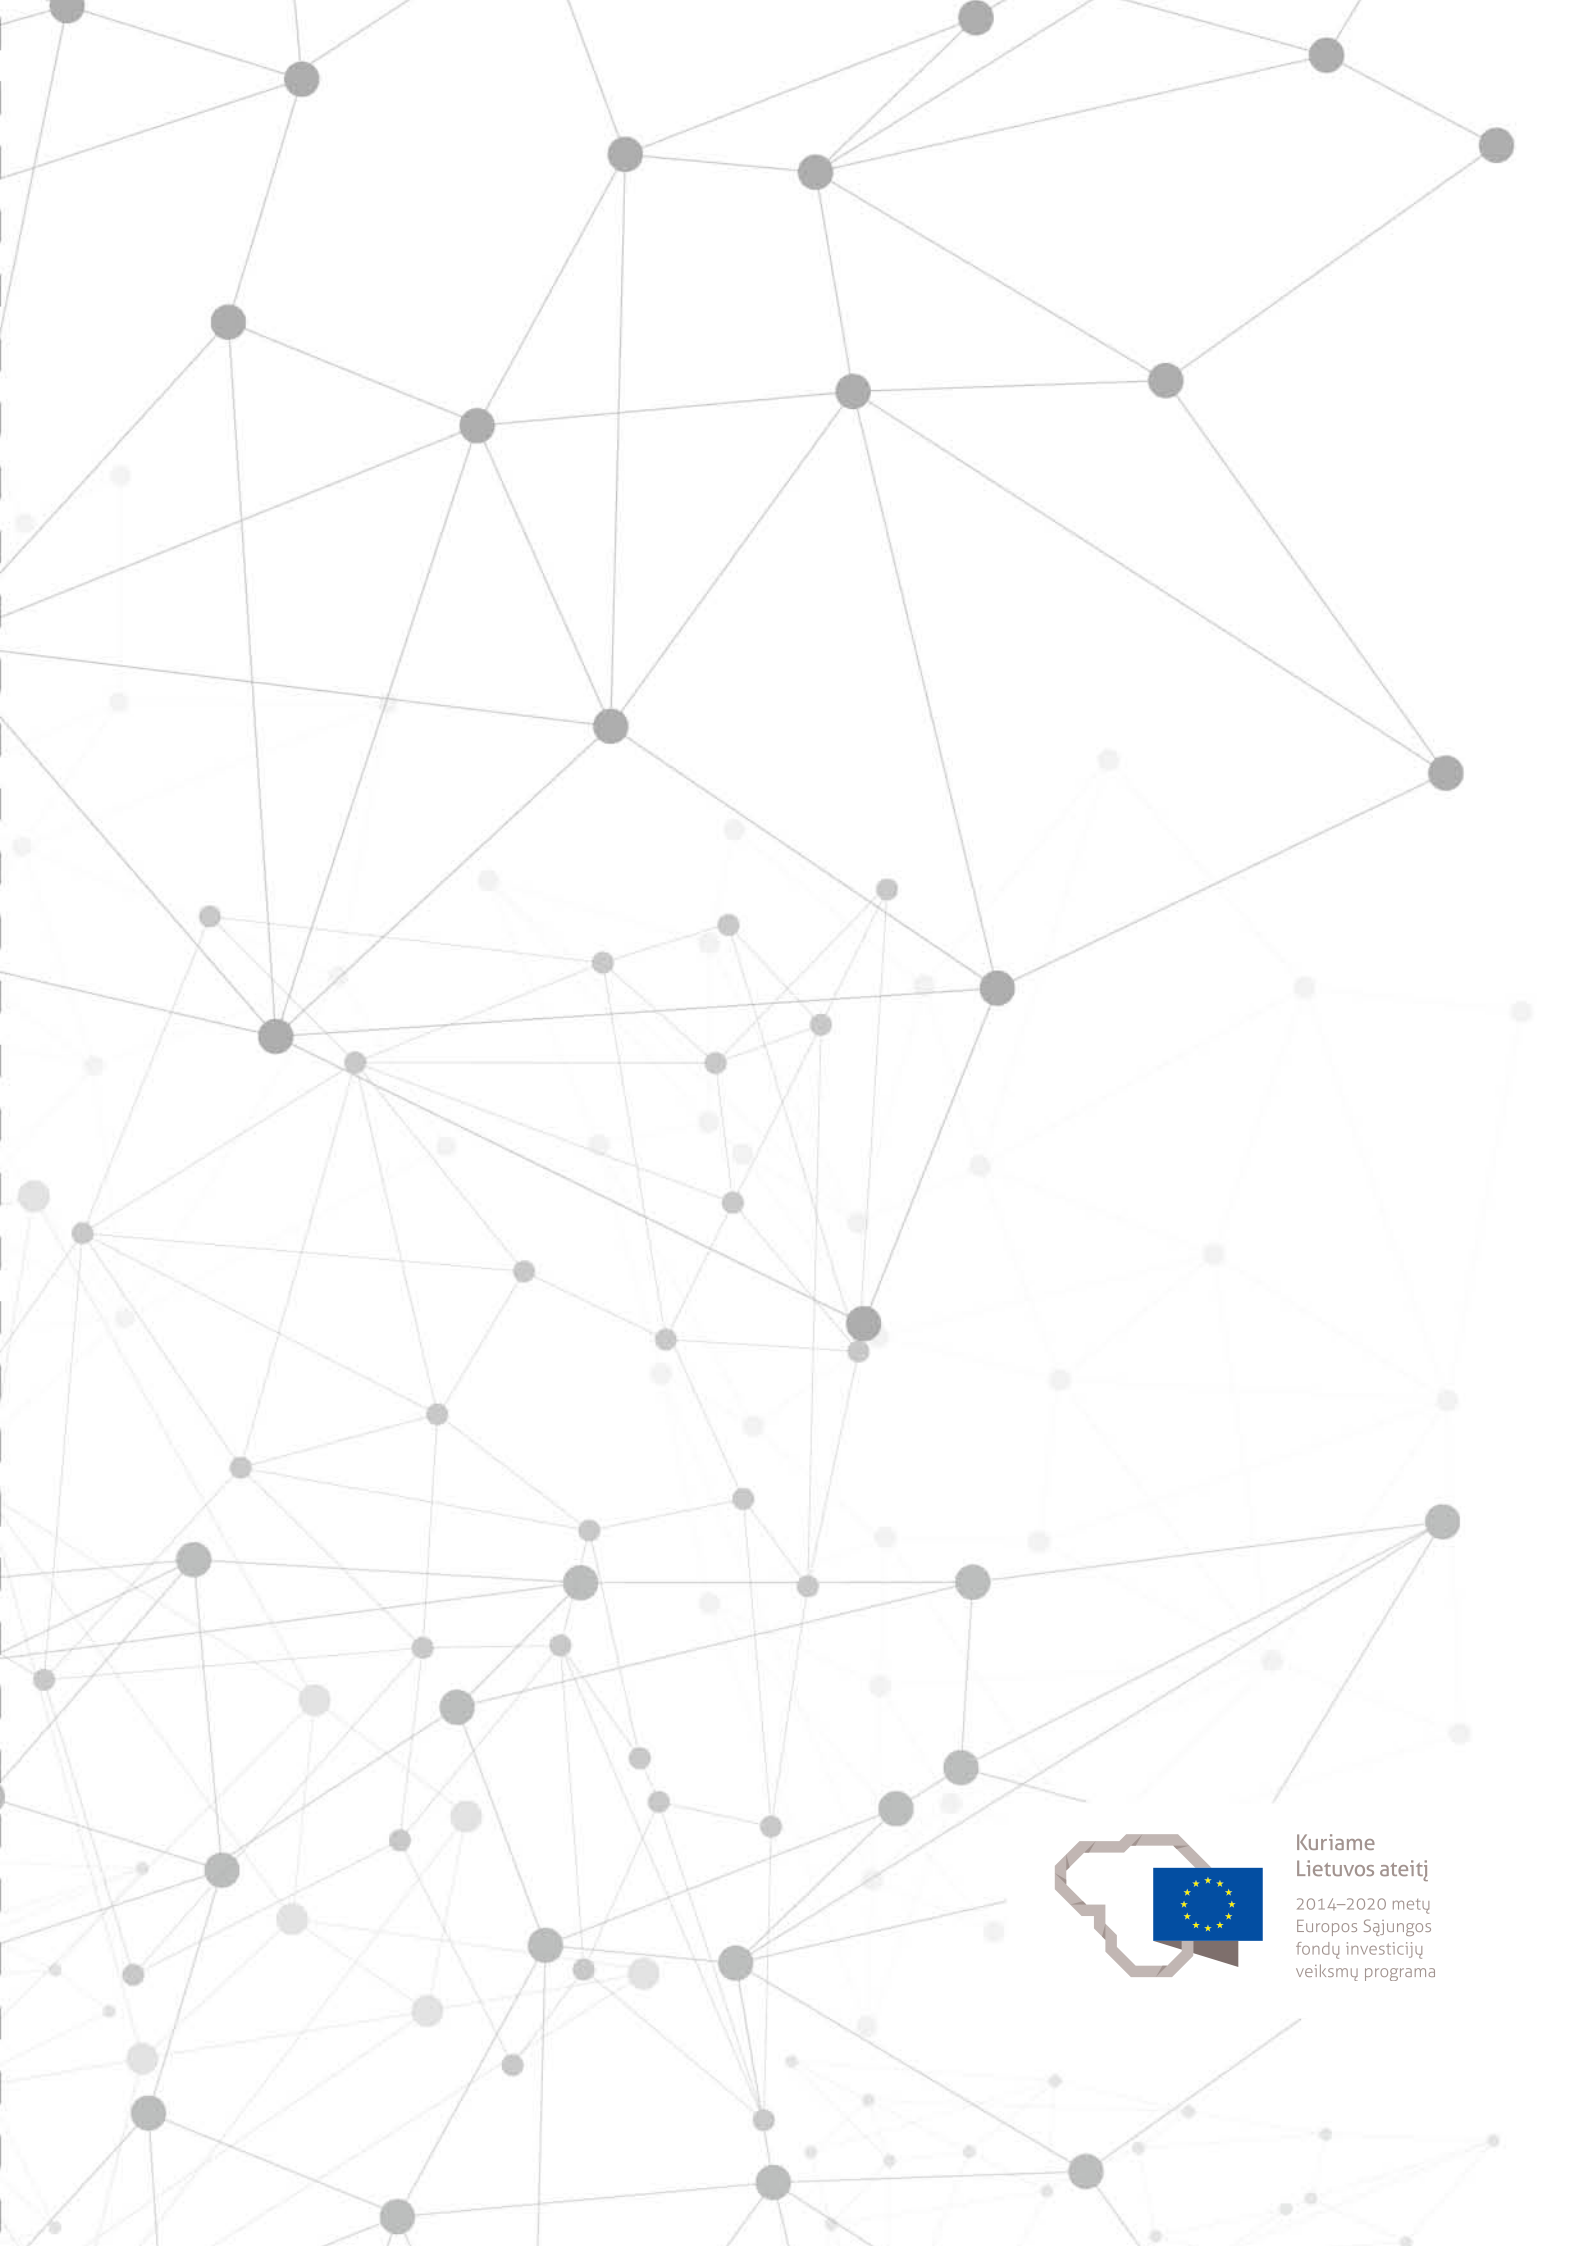 Kuriame
Lietuvos ateitį
2014–2020 metų
Europos Sąjungos
fondų investicijų
veiksmų programa